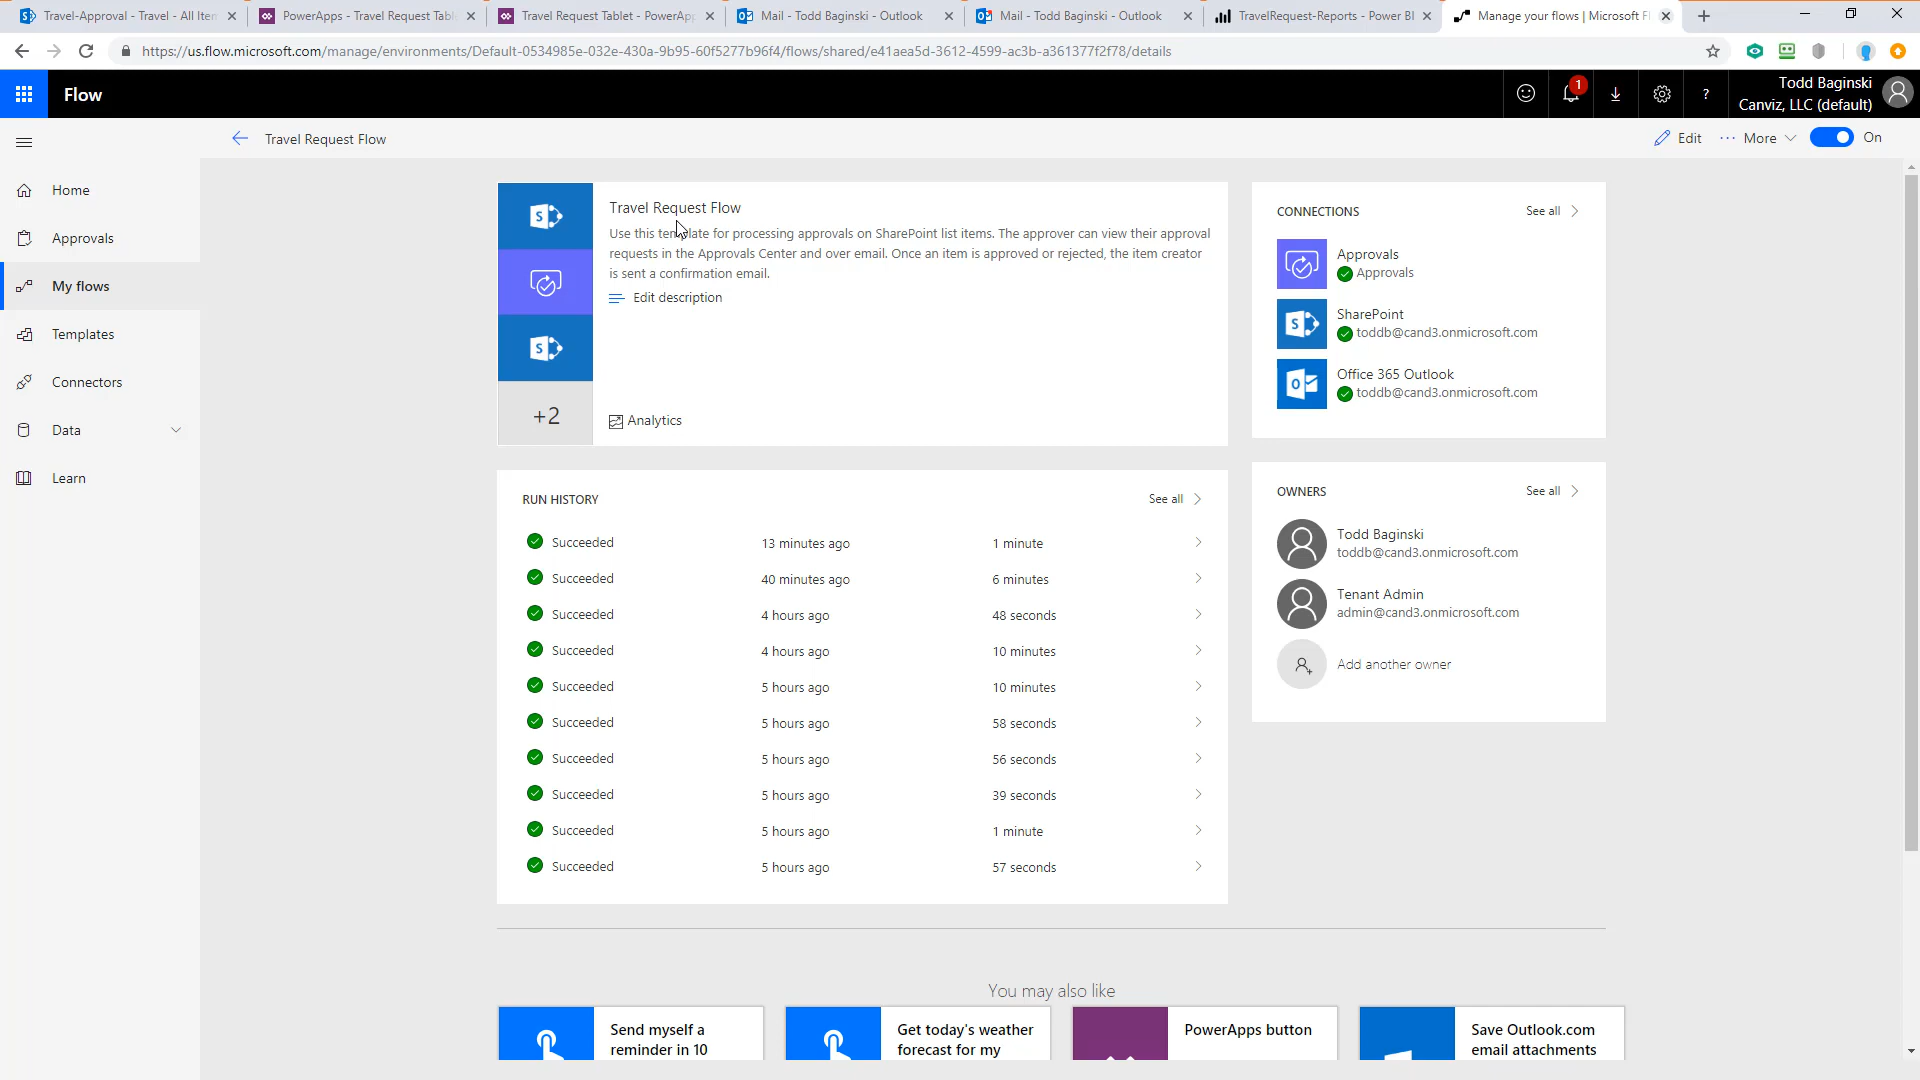 Travel-Approval - Travel - All Iter
PowerApps - Travel Request Tabl
Travel Request Tablet - PowerApp
Mail - Todd Baginski - Outlook
Mail - Todd Baginski - Outlook
TravelRequest-Reports - Power BI
Manage your flows | Microsoft Fl
https://us.flow.microsoft.com/manage/environments/Default-0534985e-032e-430a-9b95-60f5277b96f4/flows/shared/e41aea5d-3612-4599-ac3b-a361377f2f78/details
Flow
1
?
Todd Baginski
Canviz, LLC (default)
Travel Request Flow
Edit
More
On
Home
Approvals
My flows
Templates
Connectors
Data
Learn
+2
Travel Request Flow
Use this template for processing approvals on SharePoint list items. The approver can view their approval
requests in the Approvals Center and over email. Once an item is approved or rejected, the item creator
is sent a confirmation email.
Edit description
Analytics
CONNECTIONS
See all
Approvals
Approvals
SharePoint
toddb@cand3.onmicrosoft.com
Office 365 Outlook
toddb@cand3.onmicrosoft.com
RUN HISTORY
See all
Succeeded 13 minutes ago 1 minute
Succeeded 40 minutes ago 6 minutes
Succeeded 4 hours ago 48 seconds
Succeeded 4 hours ago 10 minutes
Succeeded 5 hours ago 10 minutes
Succeeded 5 hours ago 58 seconds
Succeeded 5 hours ago 56 seconds
Succeeded 5 hours ago 39 seconds
Succeeded 5 hours ago 1 minute
Succeeded 5 hours ago 57 seconds
OWNERS
See all
Todd Baginski
toddb@cand3.onmicrosoft.com
Tenant Admin
admin@cand3.onmicrosoft.com
Add another owner
You may also like
Send myself a
reminder in 10
Get today's weather
forecast for my
PowerApps button
Save Outlook.com
email attachments